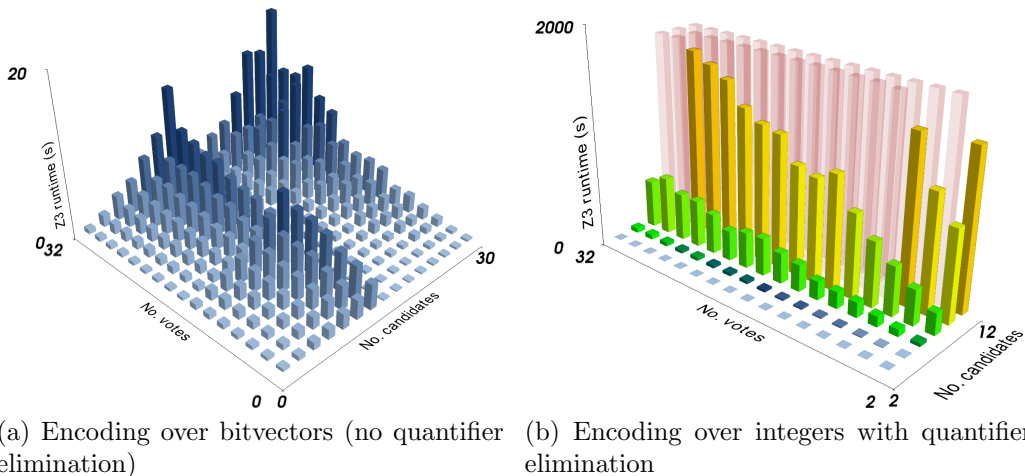 20
Z3 runtime (s)
0
32
No. votes
0
0
No. candidates
30
2000
Z3 runtime (s)
0
32
No. votes
2
2
No. candidates
12
(a) Encoding over bitvectors (no quantifier
elimination)
(b) Encoding over integers with quantifier
elimination